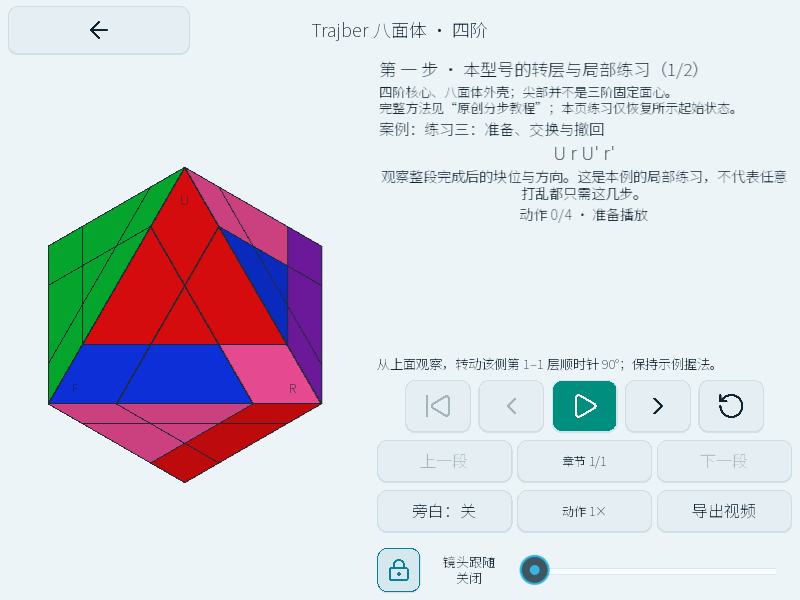 Trajber 八面体 · 四阶
第一步 · 本型号的转层与局部练习（1/2）
四阶核心、八面体外壳；尖部并不是三阶固定面心。
完整方法见“原创分步教程”；本页练习仅恢复所示起始状态。
案例：练习三：准备、交换与撤回
U r U' r'
观察整段完成后的块位与方向。这是本例的局部练习，不代表任意
打乱都只需这几步。
动作 0/4 · 准备播放
U
F
R
从上面观察，转动该侧第 1–1 层顺时针 90°；保持示例握法。
上一段
章节 1/1
下一段
旁白：关
动作 1×
导出视频
镜头跟随
关闭